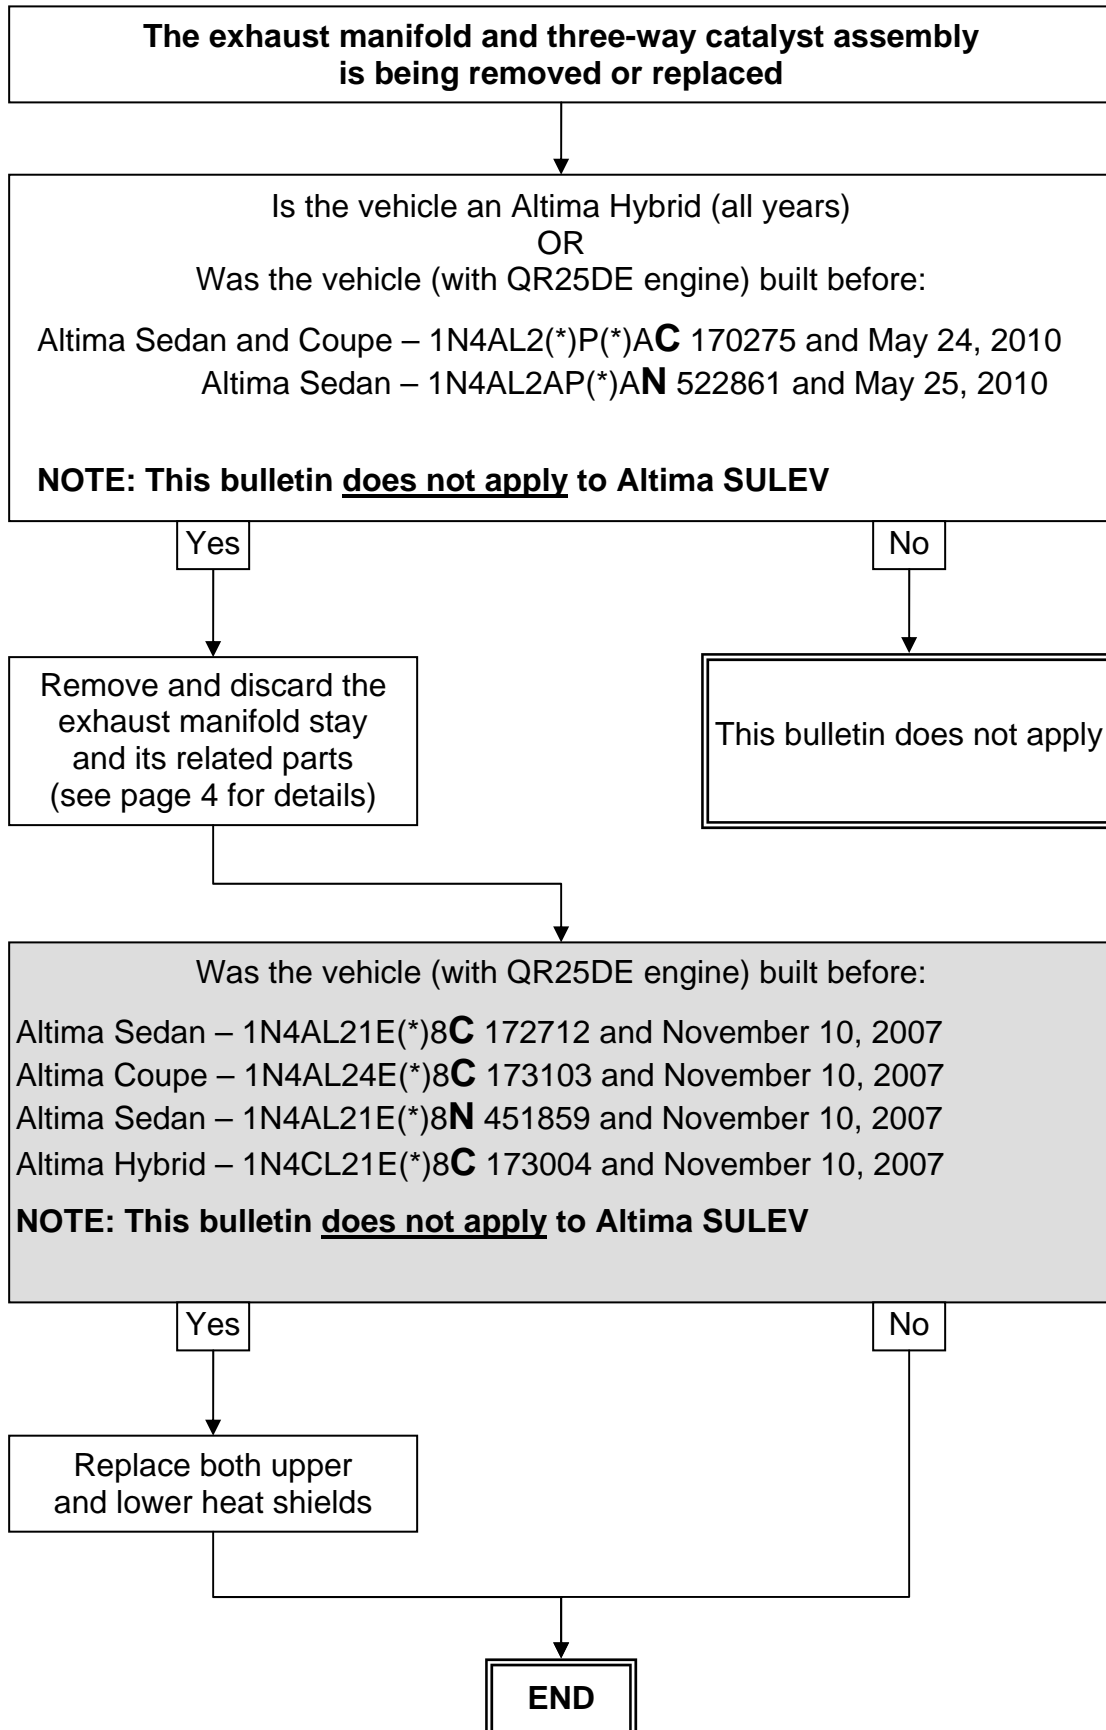 The exhaust manifold and three-way catalyst assembly
is being removed or replaced
Is the vehicle an Altima Hybrid (all years)
OR
Was the vehicle (with QR25DE engine) built before:
Altima Sedan and Coupe – 1N4AL2(*)P(*)AC 170275 and May 24, 2010
Altima Sedan – 1N4AL2AP(*)AN 522861 and May 25, 2010
NOTE: This bulletin does not apply to Altima SULEV
Yes
No
Remove and discard the
exhaust manifold stay
and its related parts
(see page 4 for details)
This bulletin does not apply
Was the vehicle (with QR25DE engine) built before:
Altima Sedan – 1N4AL21E(*)8C 172712 and November 10, 2007
Altima Coupe – 1N4AL24E(*)8C 173103 and November 10, 2007
Altima Sedan – 1N4AL21E(*)8N 451859 and November 10, 2007
Altima Hybrid – 1N4CL21E(*)8C 173004 and November 10, 2007
NOTE: This bulletin does not apply to Altima SULEV
Yes
No
Replace both upper
and lower heat shields
END